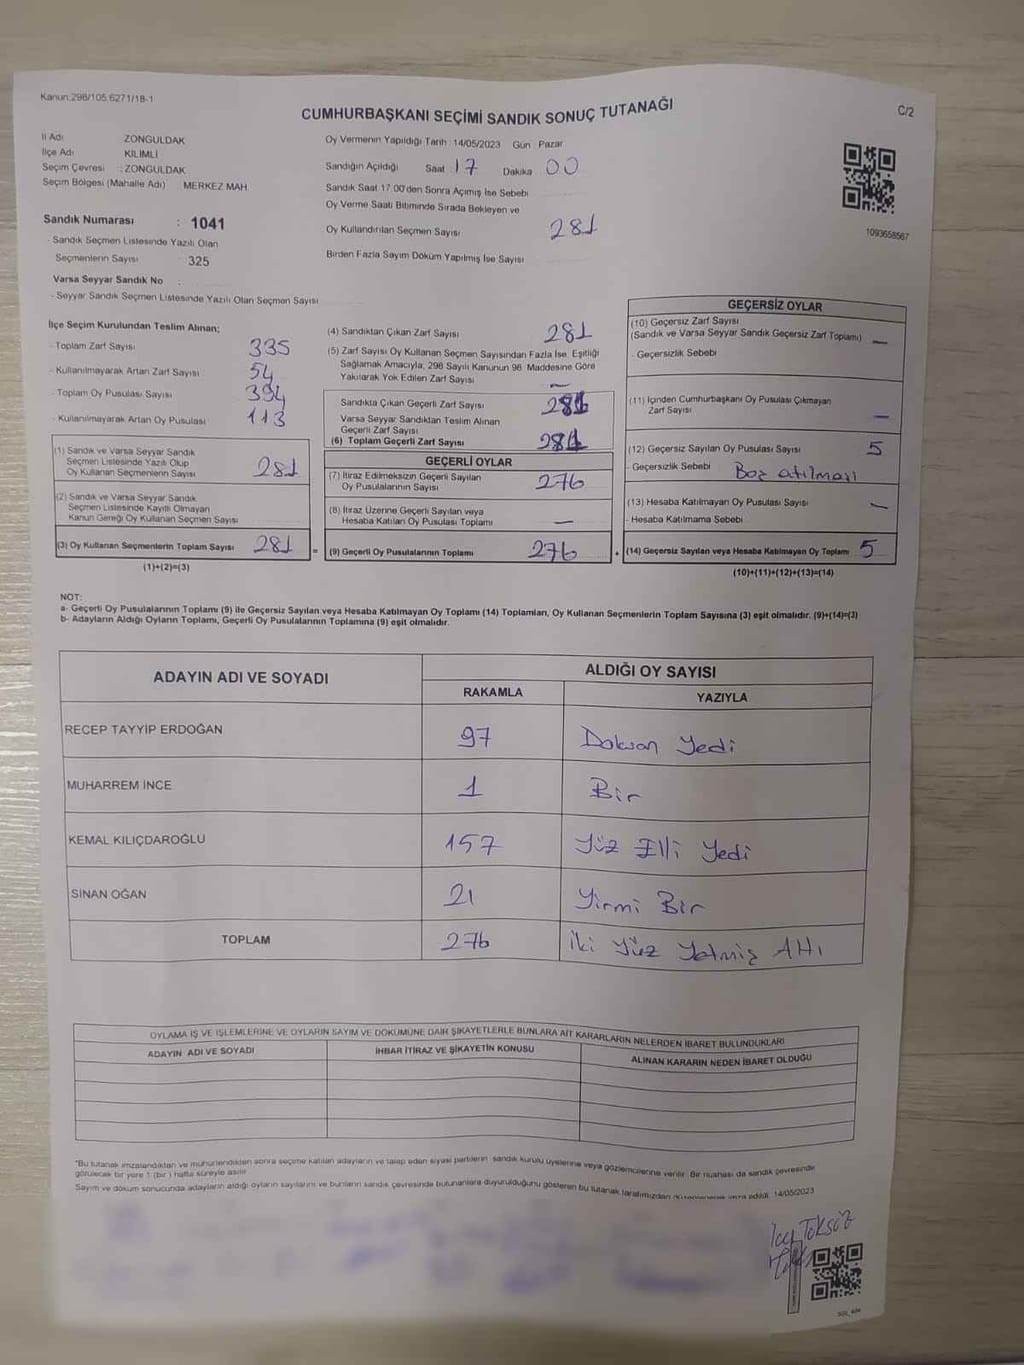 Kanun:298/105,6271/18-1
CUMHURBAŞKANI SEÇİMİ SANDIK SONUÇ TUTANAĞI
C/2
İl Adı ZONGULDAK
İlçe Adı KİLİMLİ
Seçim Çevresi : ZONGULDAK
Seçim Bölgesi (Mahalle Adı) MERKEZ MAH.
Oy Vermenin Yapıldığı Tarih : 14/05/2023 Gün Pazar
Sandığın Açıldığı Saat 17 Dakika 00
Sandık Saat 17.00'den Sonra Açımış İse Sebebi
Oy Verme Saati Bitiminde Sırada Bekleyen ve
Oy Kullandırılan Seçmen Sayısı 281
Birden Fazla Sayım Döküm Yapılmış İse Sayısı
1093658567
Sandık Numarası : 1041
- Sandık Seçmen Listesinde Yazılı Olan
Seçmenlerin Sayısı 325
Varsa Seyyar Sandık No
- Seyyar Sandık Seçmen Listesinde Yazılı Olan Seçmen Sayısı
İlçe Seçim Kurulundan Teslim Alınan;
- Toplam Zarf Sayısı 335
- Kullanılmayarak Artan Zarf Sayısı 54
- Toplam Oy Pusulası Sayısı 394
- Kullanılmayarak Artan Oy Pusulası 113
(1) Sandık ve Varsa Seyyar Sandık
Seçmen Listesinde Yazılı Olup
Oy Kullanan Seçmenlerin Sayısı 281
(2) Sandık ve Varsa Seyyar Sandık
Seçmen Listesinde Kayıtlı Olmayan
Kanun Gereği Oy Kullanan Seçmen Sayısı
(3) Oy Kullanan Seçmenlerin Toplam Sayısı 281
(1)+(2)=(3)
(4) Sandıktan Çıkan Zarf Sayısı 281
(5) Zarf Sayısı Oy Kullanan Seçmen Sayısından Fazla İse, Eşitliği
Sağlamak Amacıyla, 298 Sayılı Kanunun 98. Maddesine Göre
Yakılarak Yok Edilen Zarf Sayısı —
Sandıkta Çıkan Geçerli Zarf Sayısı 281
Varsa Seyyar Sandıktan Teslim Alınan
Geçerli Zarf Sayısı
(6) Toplam Geçerli Zarf Sayısı 281
GEÇERLİ OYLAR
(7) İtiraz Edilmeksizin Geçerli Sayılan
Oy Pusulalarının Sayısı 276
(8) İtiraz Üzerine Geçerli Sayılan veya
Hesaba Katılan Oy Pusulası Toplamı —
= (9) Geçerli Oy Pusulalarının Toplamı 276
GEÇERSİZ OYLAR
(10) Geçersiz Zarf Sayısı
(Sandık ve Varsa Seyyar Sandık Geçersiz Zarf Toplamı) —
- Geçersizlik Sebebi
(11) İçinden Cumhurbaşkanı Oy Pusulası Çıkmayan
Zarf Sayısı —
(12) Geçersiz Sayılan Oy Pusulası Sayısı 5
- Geçersizlik Sebebi Boş atılması
(13) Hesaba Katılmayan Oy Pusulası Sayısı —
- Hesaba Katılmama Sebebi
+ (14) Geçersiz Sayılan veya Hesaba Katılmayan Oy Toplamı 5
(10)+(11)+(12)+(13)=(14)
NOT:
a- Geçerli Oy Pusulalarının Toplamı (9) ile Geçersiz Sayılan veya Hesaba Katılmayan Oy Toplamı (14) Toplamları, Oy Kullanan Seçmenlerin Toplam Sayısına (3) eşit olmalıdır. (9)+(14)=(3)
b- Adayların Aldığı Oyların Toplamı, Geçerli Oy Pusulalarının Toplamına (9) eşit olmalıdır.
ADAYIN ADI VE SOYADI ALDIĞI OY SAYISI
RAKAMLA YAZIYLA
RECEP TAYYİP ERDOĞAN 97 Doksan Yedi
MUHARREM İNCE 1 Bir
KEMAL KILIÇDAROĞLU 157 Yüz Elli Yedi
SİNAN OĞAN 21 Yirmi Bir
TOPLAM 276 İki Yüz Yetmiş Altı
OYLAMA İŞ VE İŞLEMLERİNE VE OYLARIN SAYIM VE DÖKÜMÜNE DAİR ŞİKAYETLERLE BUNLARA AİT KARARLARIN NELERDEN İBARET BULUNDUKLARI
ADAYIN ADI VE SOYADI İHBAR İTİRAZ VE ŞİKAYETİN KONUSU ALINAN KARARIN NEDEN İBARET OLDUĞU
*Bu tutanak imzalandıktan ve mühürlendikten sonra seçime katılan adayların ve talep eden siyasi partilerin sandık kurulu üyelerine veya gözlemcilerine verilir. Bir nüshası da sandık çevresinde
görülecek bir yere 1 (bir) hafta süreyle asılır.
Sayım ve döküm sonucunda adayların aldığı oyların sayılarını ve bunların sandık çevresinde bulunanlara duyurulduğunu gösteren bu tutanak tarafımızdan düzenlenerek imza edildi. 14/05/2023